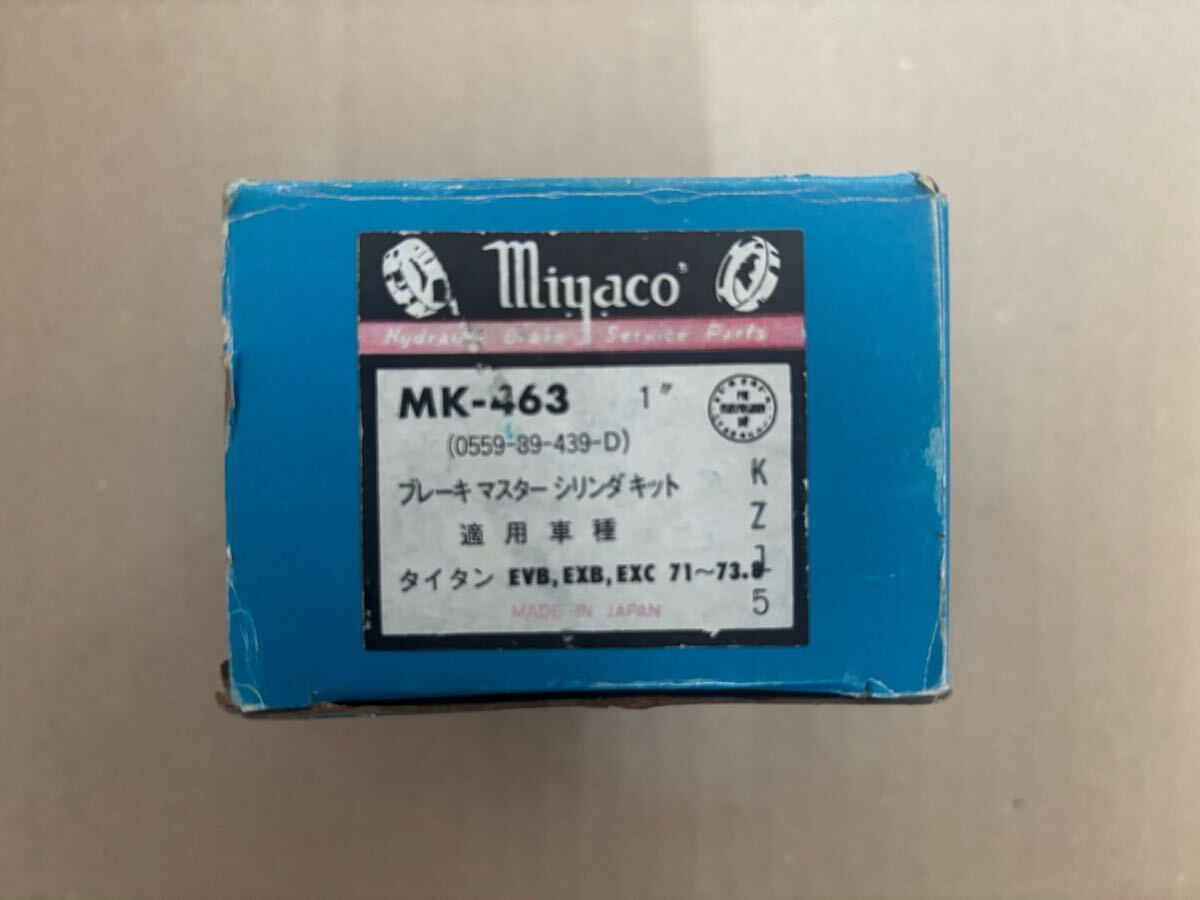 Miyaco
Hydraulic Brake Service Parts
MK-463 1"
(0559-89-439-D)
ブレーキ マスター シリンダ キット
適用車種
タイタン EVB, EXB, EXC 71〜73.8
MADE IN JAPAN
K
Z
J
5